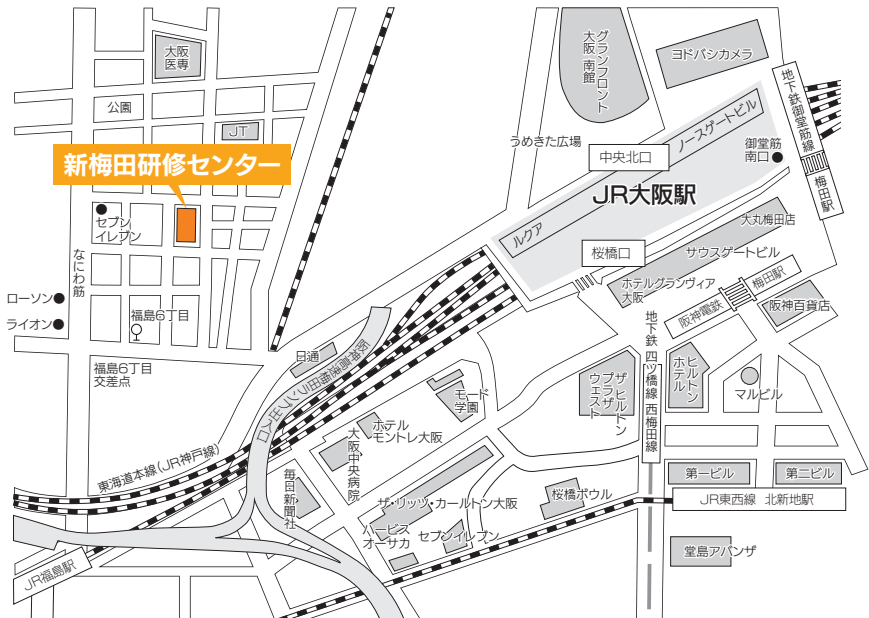 大阪
医専
公園
JT
新梅田研修センター
セブン
イレブン
なにわ筋
ローソン
ライオン
福島6丁目
福島6丁目
交差点
グランフロント
大阪 南館
ヨドバシカメラ
地下鉄御堂筋線
梅田駅
うめきた広場
中央北口
ノースゲートビル
御堂筋
南口
JR大阪駅
ルクア
桜橋口
大丸梅田店
サウスゲートビル
ホテルグランヴィア
大阪
阪神電鉄
梅田駅
阪神百貨店
地下鉄 四ツ橋線 西梅田線
ヒルトン
ホテル
マルビル
ザ ヒルトン
プラザ
ウェスト
日通
阪神高速梅田ランプ出入口
モード
学園
ホテル
モントレ大阪
大阪中央病院
東海道本線(JR神戸線)
毎日新聞社
ザ・リッツ・カールトン大阪
ハービス
オーサカ
セブンイレブン
桜橋ボウル
第一ビル
第二ビル
JR東西線 北新地駅
堂島アバンザ
JR福島駅